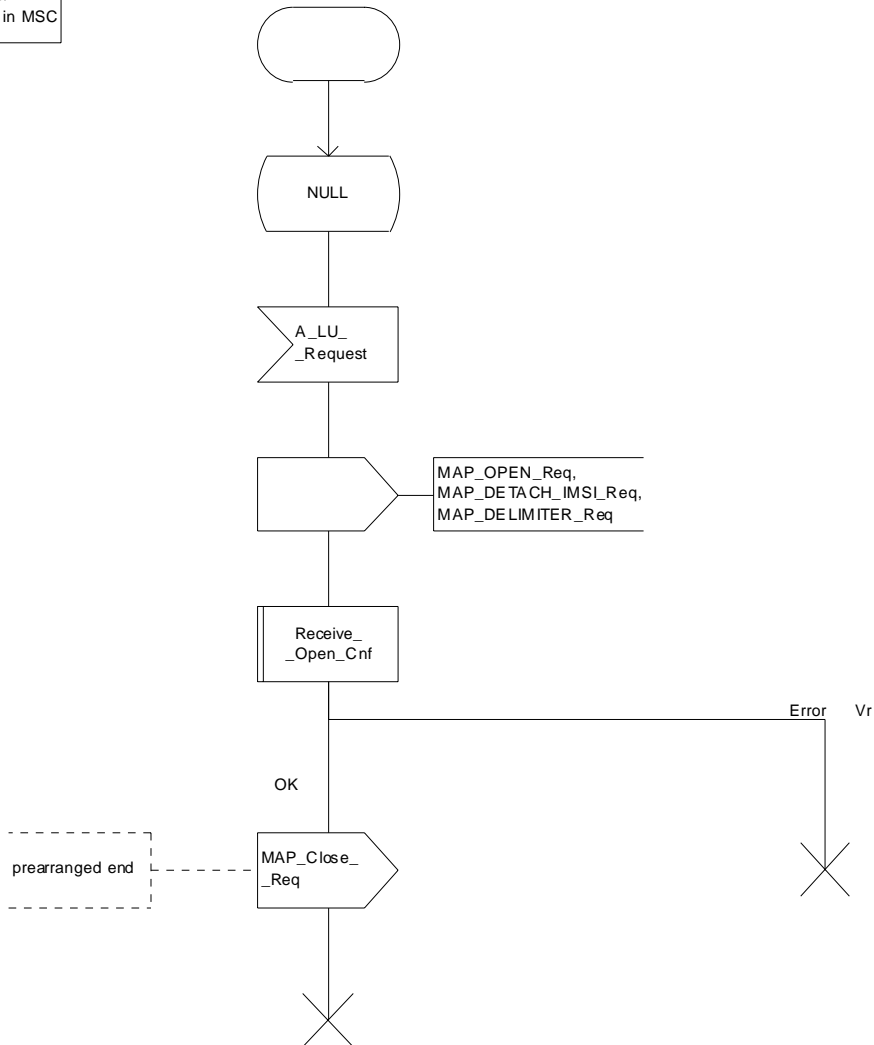 in MSC
NULL
A_LU_
_Request
MAP_OPEN_Req,
MAP_DETACH_IMSI_Req,
MAP_DELIMITER_Req
Receive_
_Open_Cnf
Error Vr
OK
prearranged end
MAP_Close_
_Req